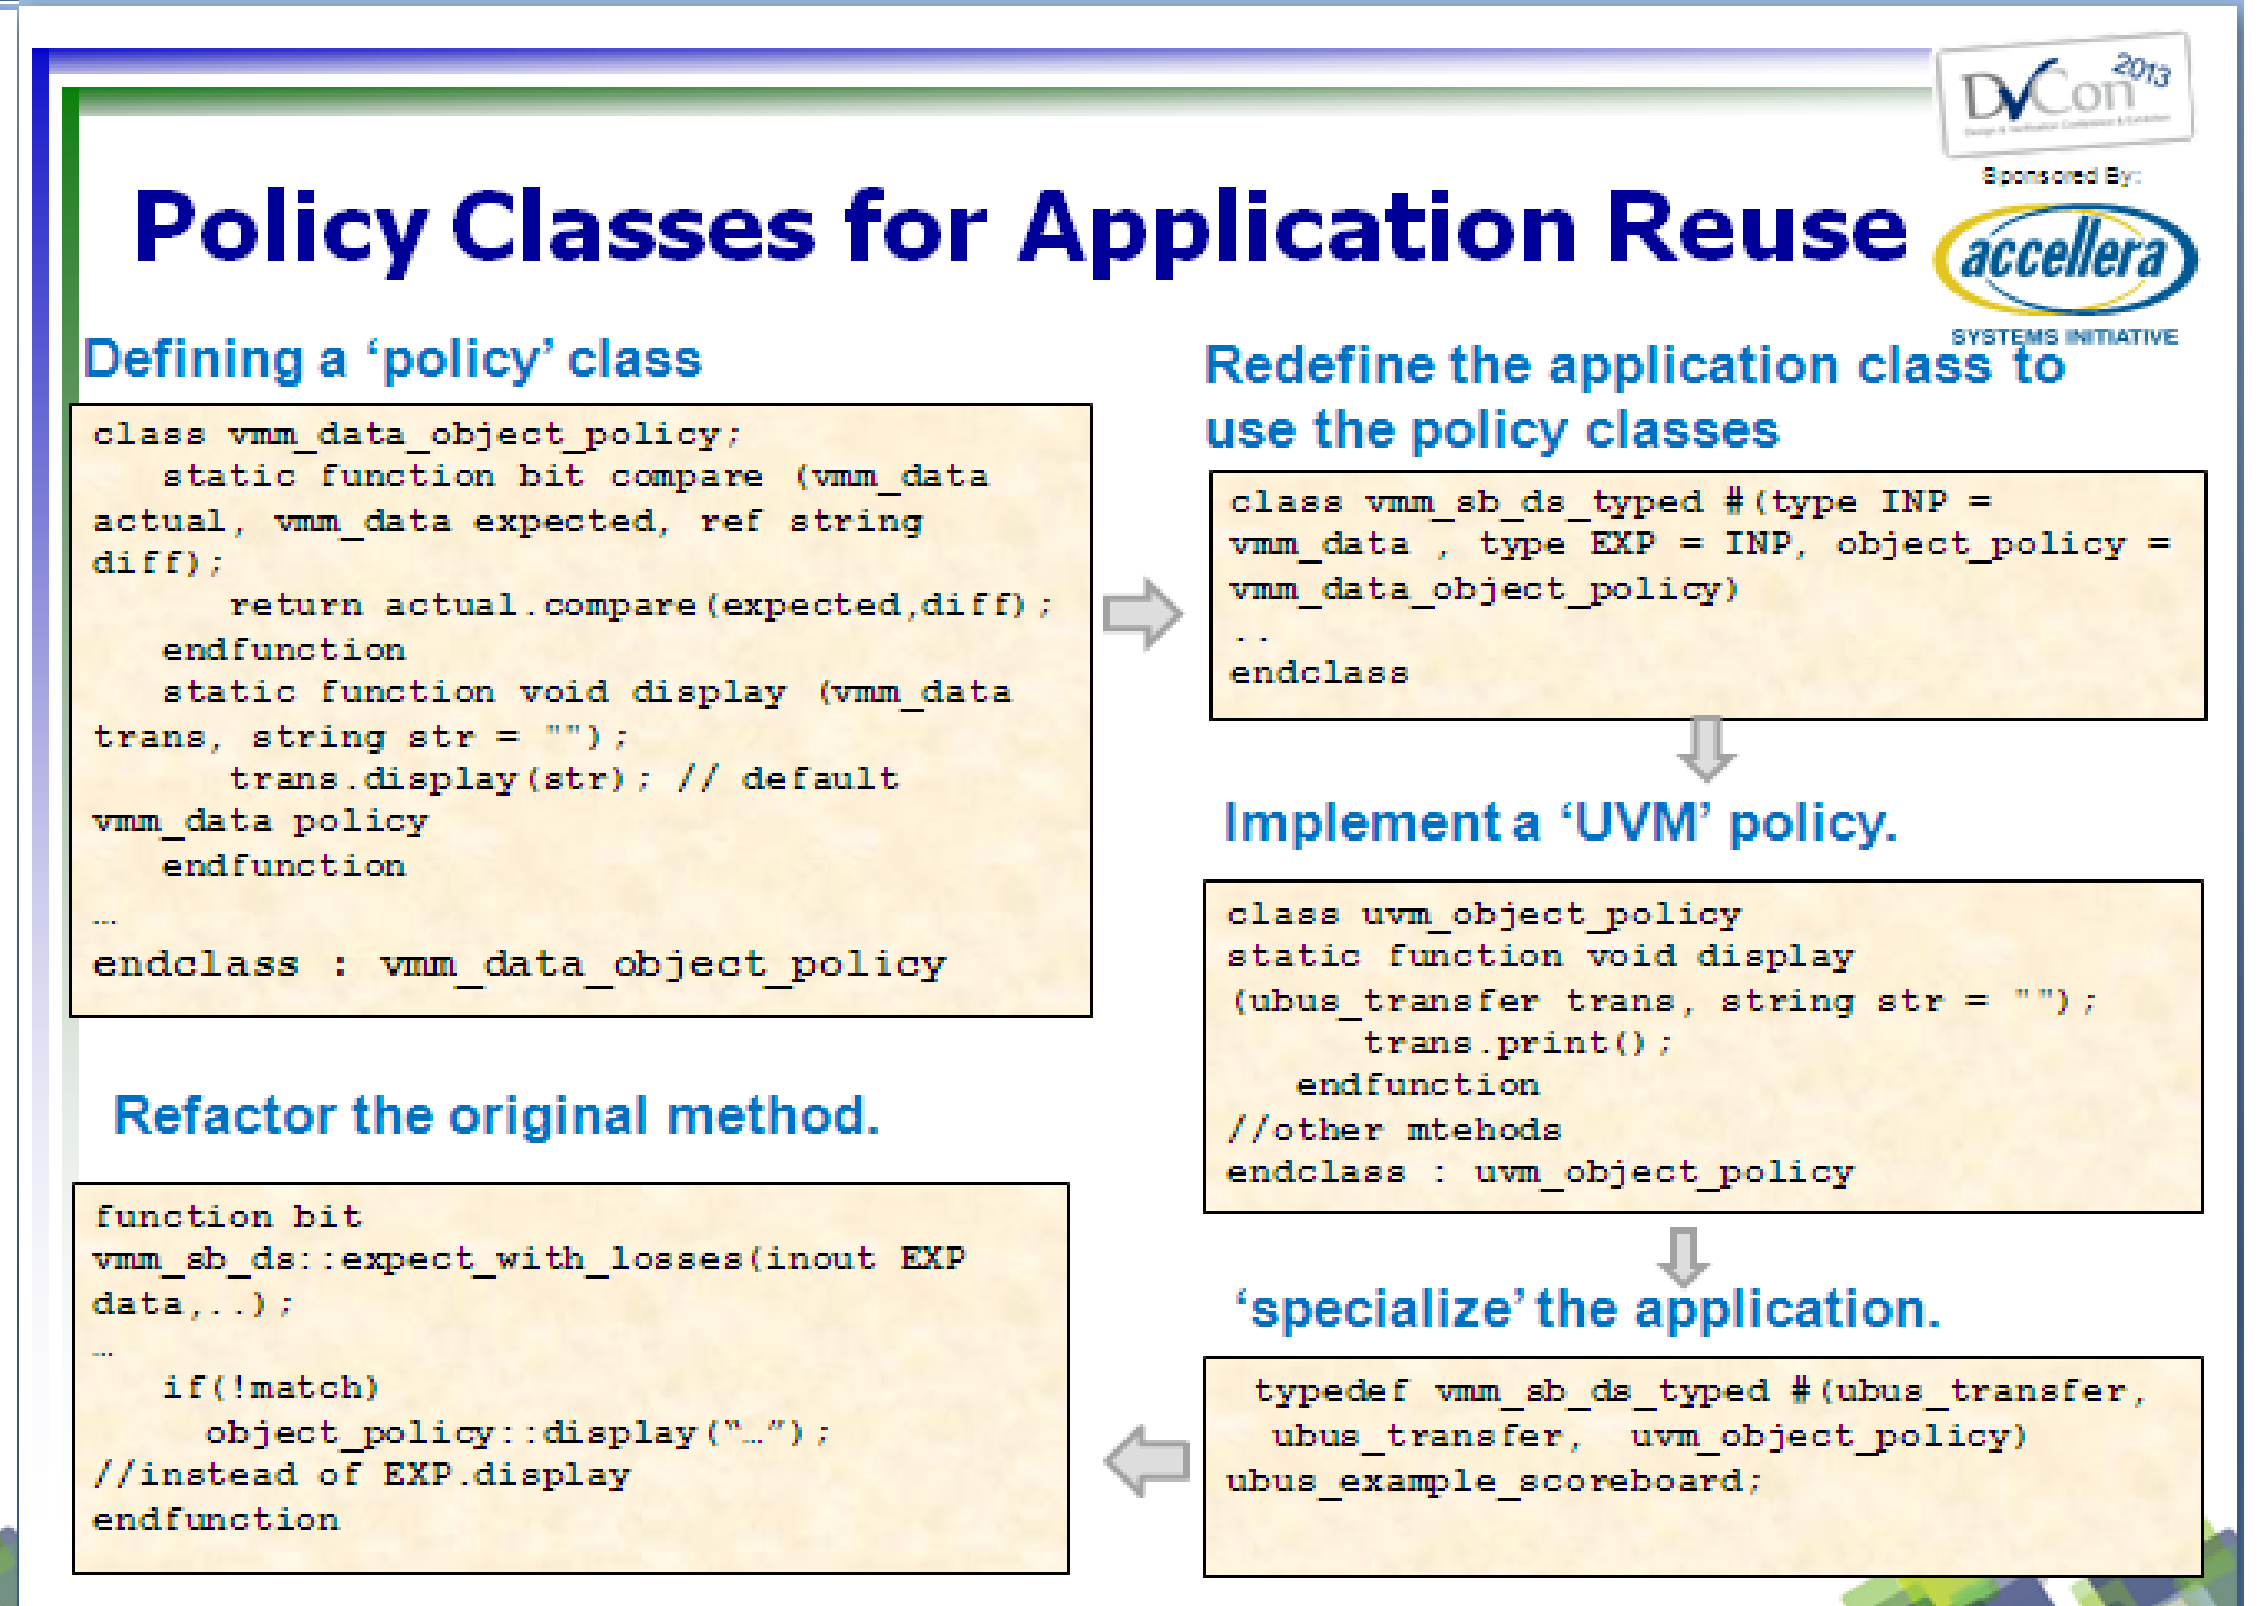 DVCon 2013
Sponsored By:
accellera
SYSTEMS INITIATIVE
Policy Classes for Application Reuse
Defining a ‘policy’ class
class vmm_data_object_policy;
static function bit compare (vmm_data
actual, vmm_data expected, ref string
diff);
return actual.compare(expected,diff);
endfunction
static function void display (vmm_data
trans, string str = "");
trans.display(str); // default
vmm_data policy
endfunction
…
endclass : vmm_data_object_policy
Redefine the application class to
use the policy classes
class vmm_sb_ds_typed #(type INP =
vmm_data , type EXP = INP, object_policy =
vmm_data_object_policy)
..
endclass
Implement a ‘UVM’ policy.
class uvm_object_policy
static function void display
(ubus_transfer trans, string str = "");
trans.print();
endfunction
//other mtehods
endclass : uvm_object_policy
‘specialize’ the application.
typedef vmm_sb_ds_typed #(ubus_transfer,
ubus_transfer, uvm_object_policy)
ubus_example_scoreboard;
Refactor the original method.
function bit
vmm_sb_ds::expect_with_losses(inout EXP
data,..);
…
if(!match)
object_policy::display(“…”);
//instead of EXP.display
endfunction